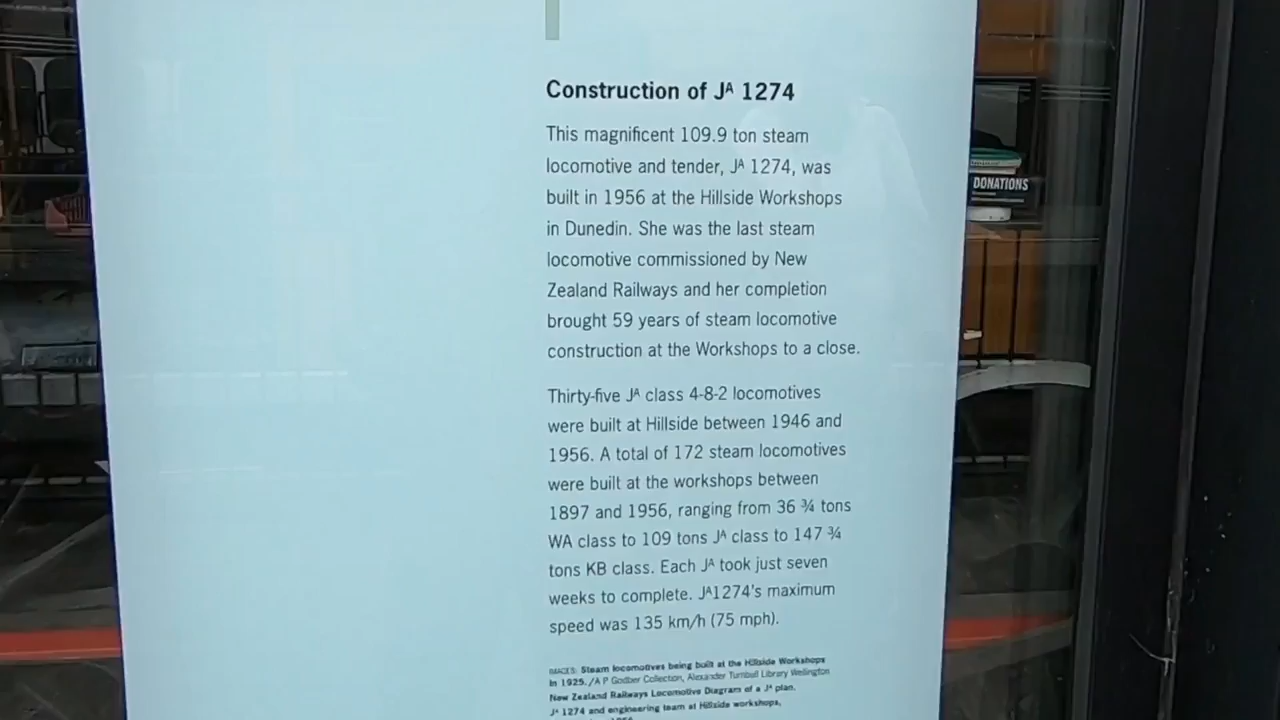 Construction of Jᴬ 1274
This magnificent 109.9 ton steam
locomotive and tender, Jᴬ 1274, was
built in 1956 at the Hillside Workshops
in Dunedin. She was the last steam
locomotive commissioned by New
Zealand Railways and her completion
brought 59 years of steam locomotive
construction at the Workshops to a close.
Thirty-five Jᴬ class 4-8-2 locomotives
were built at Hillside between 1946 and
1956. A total of 172 steam locomotives
were built at the workshops between
1897 and 1956, ranging from 36 ¾ tons
WA class to 109 tons Jᴬ class to 147 ¾
tons KB class. Each Jᴬ took just seven
weeks to complete. Jᴬ1274's maximum
speed was 135 km/h (75 mph).
IMAGES: Steam locomotives being built at the Hillside Workshops
in 1925./A P Godber Collection, Alexander Turnbull Library Wellington
New Zealand Railways Locomotive Diagram of a Jᴬ plan.
Jᴬ 1274 and engineering team at Hillside workshops,
DONATIONS